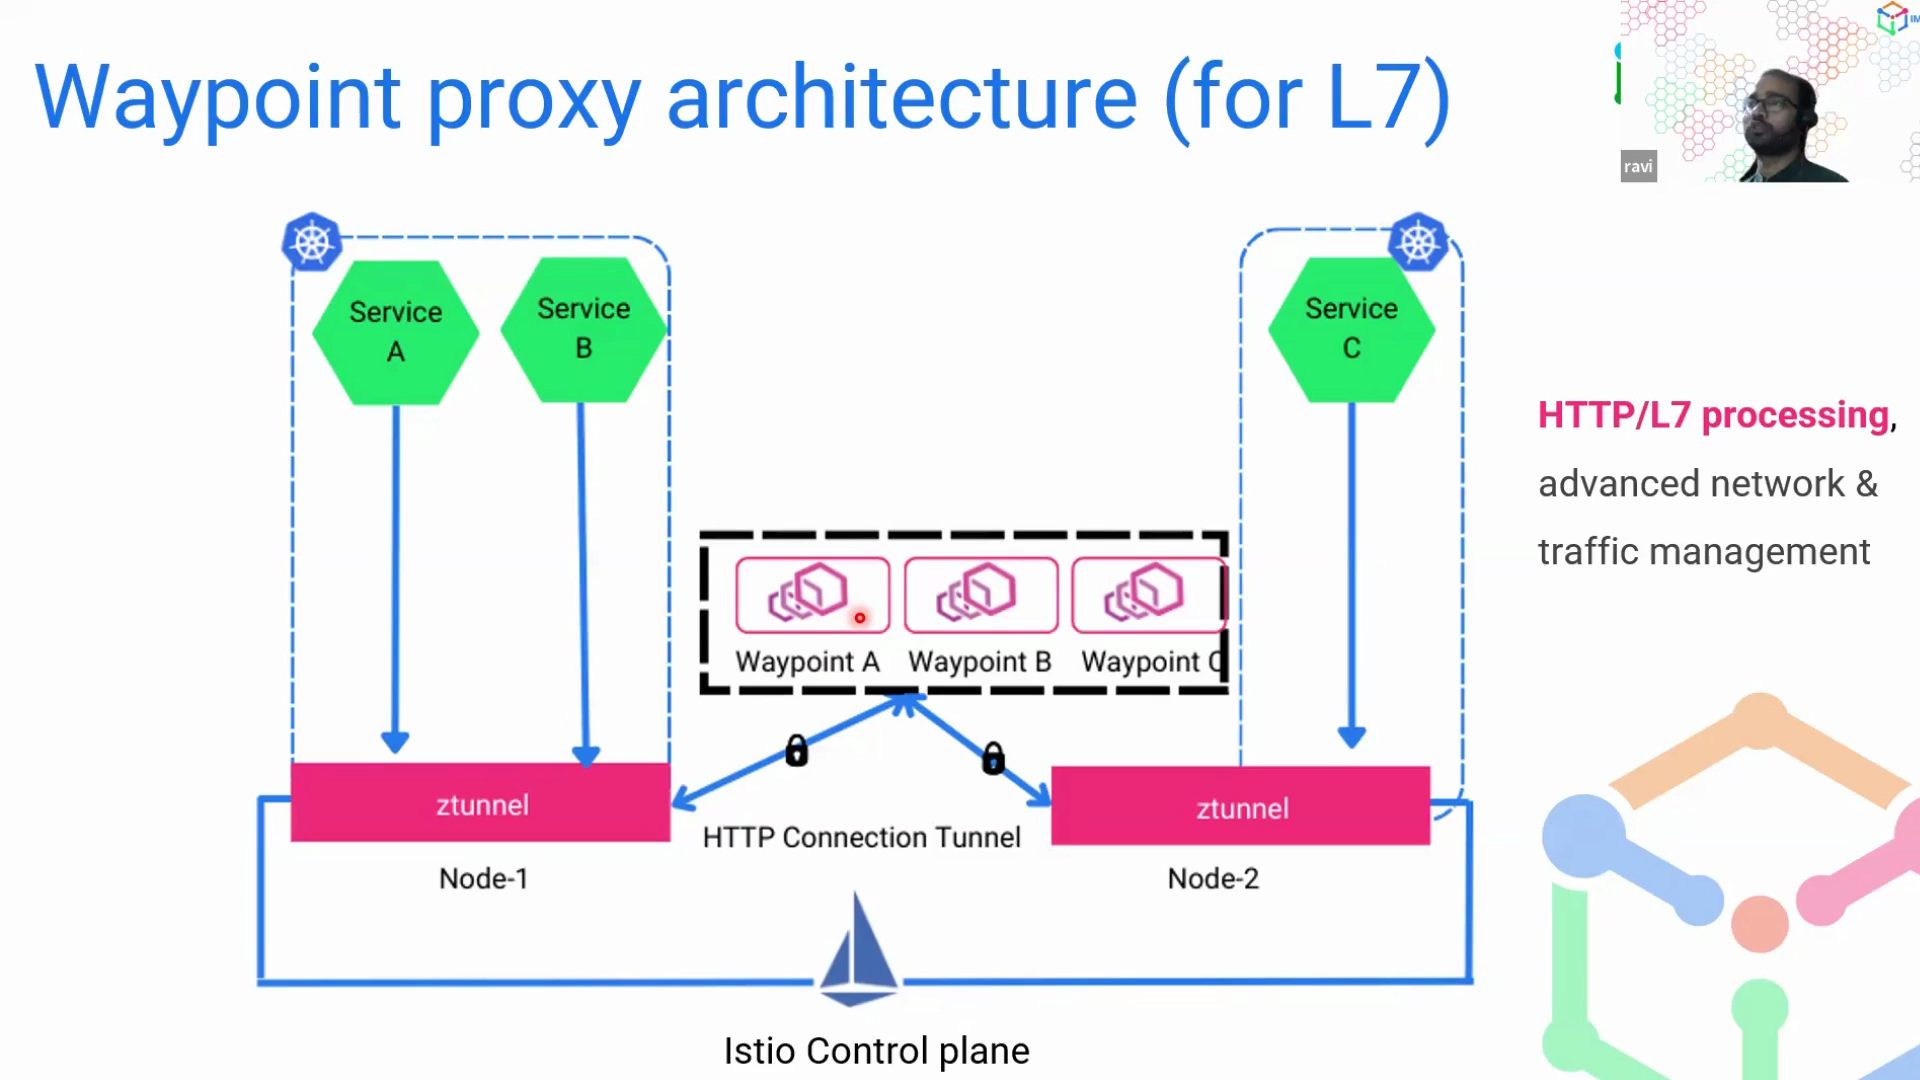 Waypoint proxy architecture (for L7)
IM
ravi
Service
A
Service
B
Service
C
HTTP/L7 processing,
advanced network &
traffic management
Waypoint A
Waypoint B
Waypoint C
ztunnel
ztunnel
HTTP Connection Tunnel
Node-1
Node-2
Istio Control plane